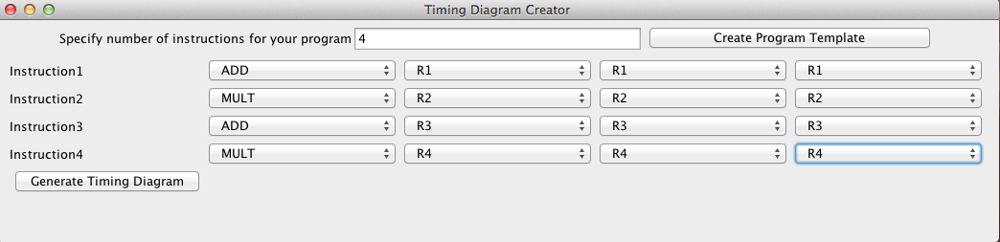 Timing Diagram Creator
Specify number of instructions for your program 4 Create Program Template
Instruction1 ADD R1 R1 R1
Instruction2 MULT R2 R2 R2
Instruction3 ADD R3 R3 R3
Instruction4 MULT R4 R4 R4
Generate Timing Diagram